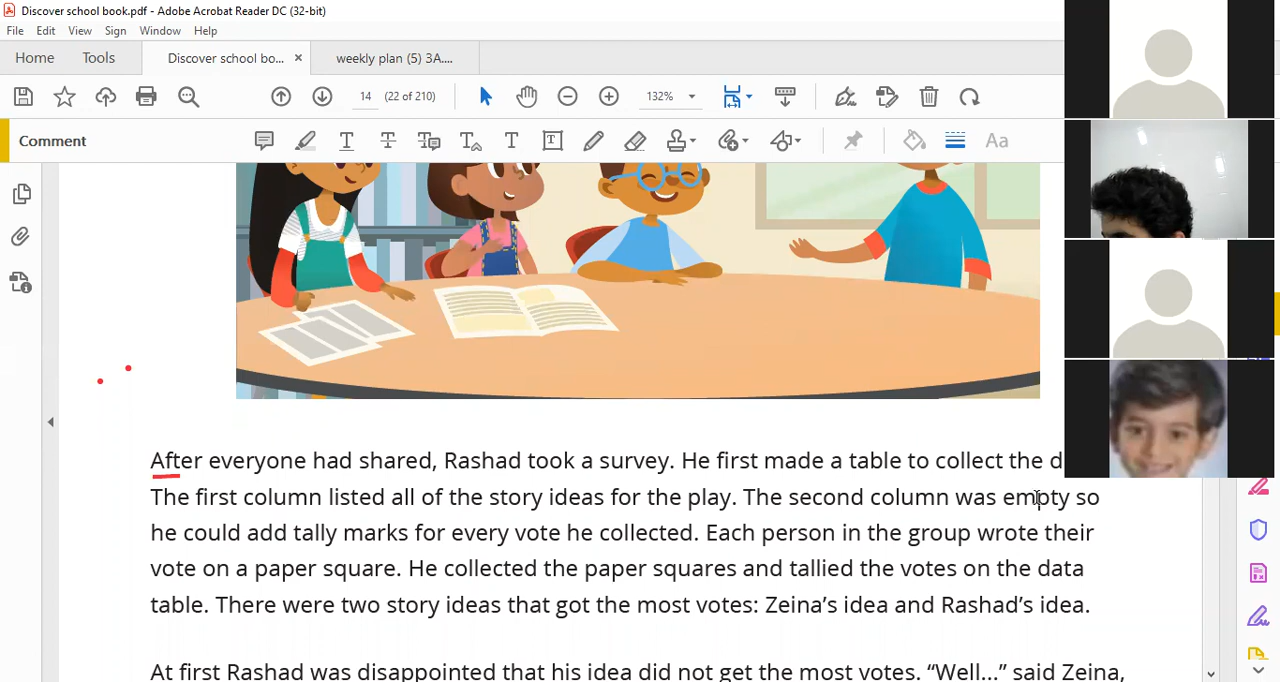 Discover school book.pdf - Adobe Acrobat Reader DC (32-bit)
File Edit View Sign Window Help
Home Tools Discover school bo... × weekly plan (5) 3A....
14 (22 of 210) 132%
Comment
Aa
After everyone had shared, Rashad took a survey. He first made a table to collect the
The first column listed all of the story ideas for the play. The second column was empty so
he could add tally marks for every vote he collected. Each person in the group wrote their
vote on a paper square. He collected the paper squares and tallied the votes on the data
table. There were two story ideas that got the most votes: Zeina’s idea and Rashad’s idea.
At first Rashad was disappointed that his idea did not get the most votes. “Well...” said Zeina,